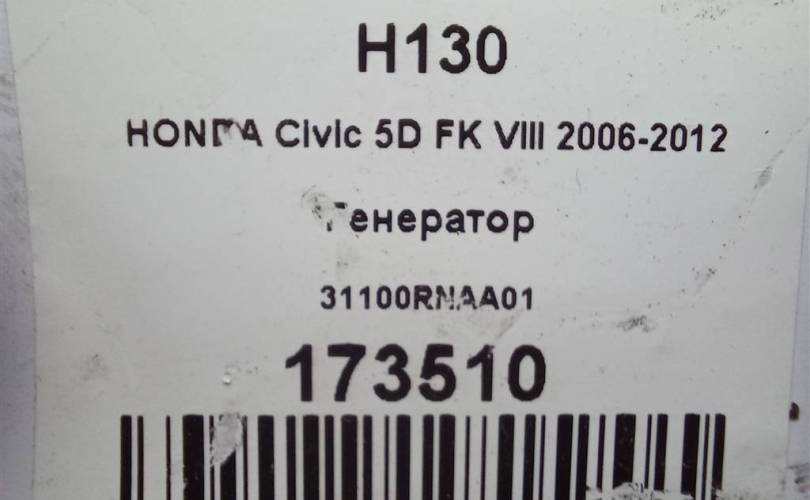 H130
HONDA Civic 5D FK VIII 2006-2012
Генератор
31100RNAA01
173510